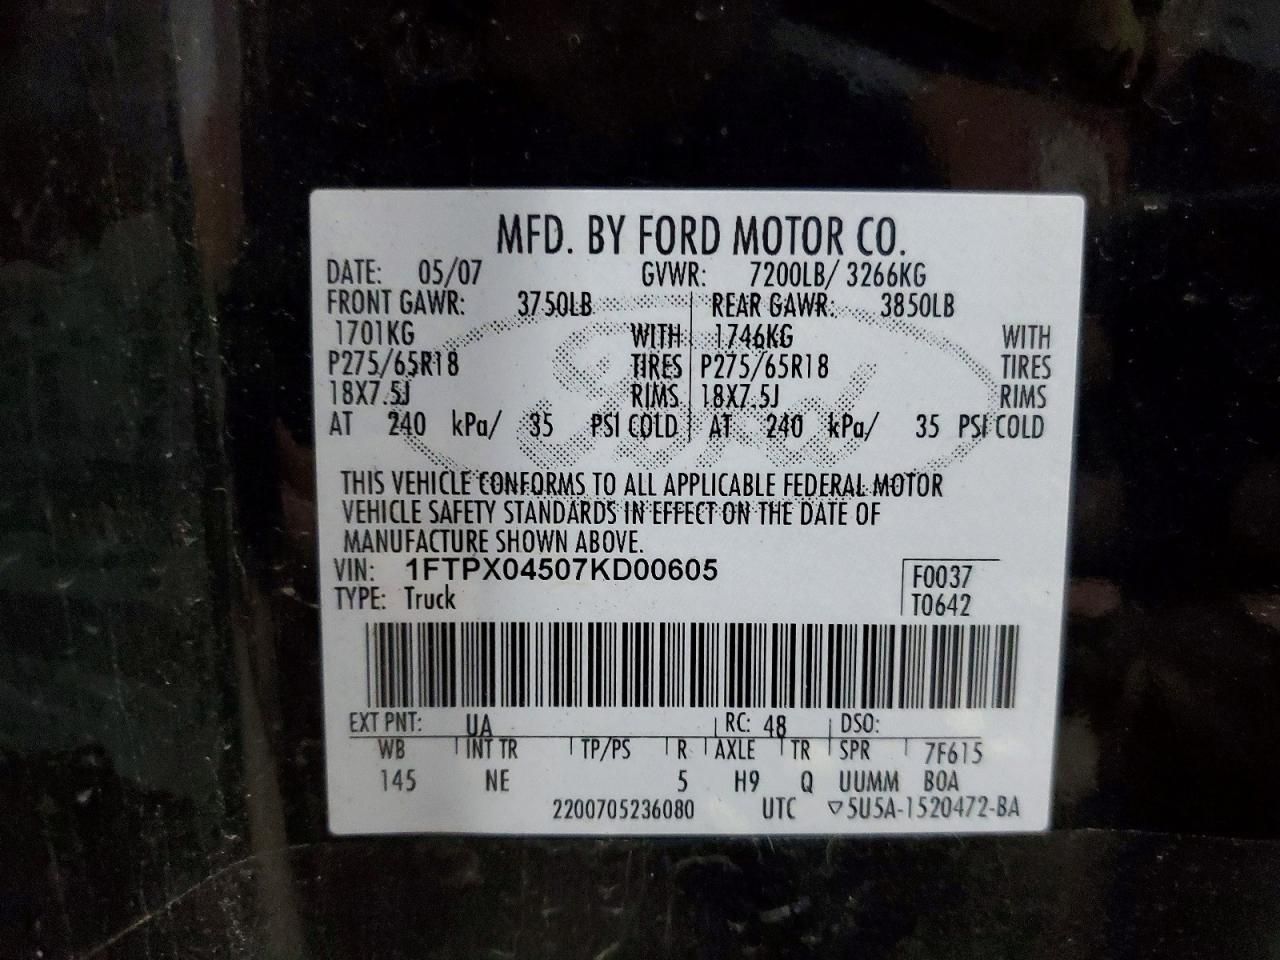 MFD. BY FORD MOTOR CO.
DATE: 05/07 GVWR: 7200LB/ 3266KG
FRONT GAWR: 3750LB REAR GAWR: 3850LB
1701KG WITH 1746KG WITH
P275/65R18 TIRES P275/65R18 TIRES
18X7.5J RIMS 18X7.5J RIMS
AT 240 kPa/ 35 PSI COLD AT 240 kPa/ 35 PSI COLD
Ford
THIS VEHICLE CONFORMS TO ALL APPLICABLE FEDERAL MOTOR
VEHICLE SAFETY STANDARDS IN EFFECT ON THE DATE OF
MANUFACTURE SHOWN ABOVE.
VIN: 1FTPX04507KD00605 F0037
TYPE: Truck T0642
EXT PNT: UA RC: 48 DSO:
WB INT TR TP/PS R AXLE TR SPR 7F615
145 NE 5 H9 Q UUMM BOA
2200705236080 UTC ▽5U5A-1520472-BA